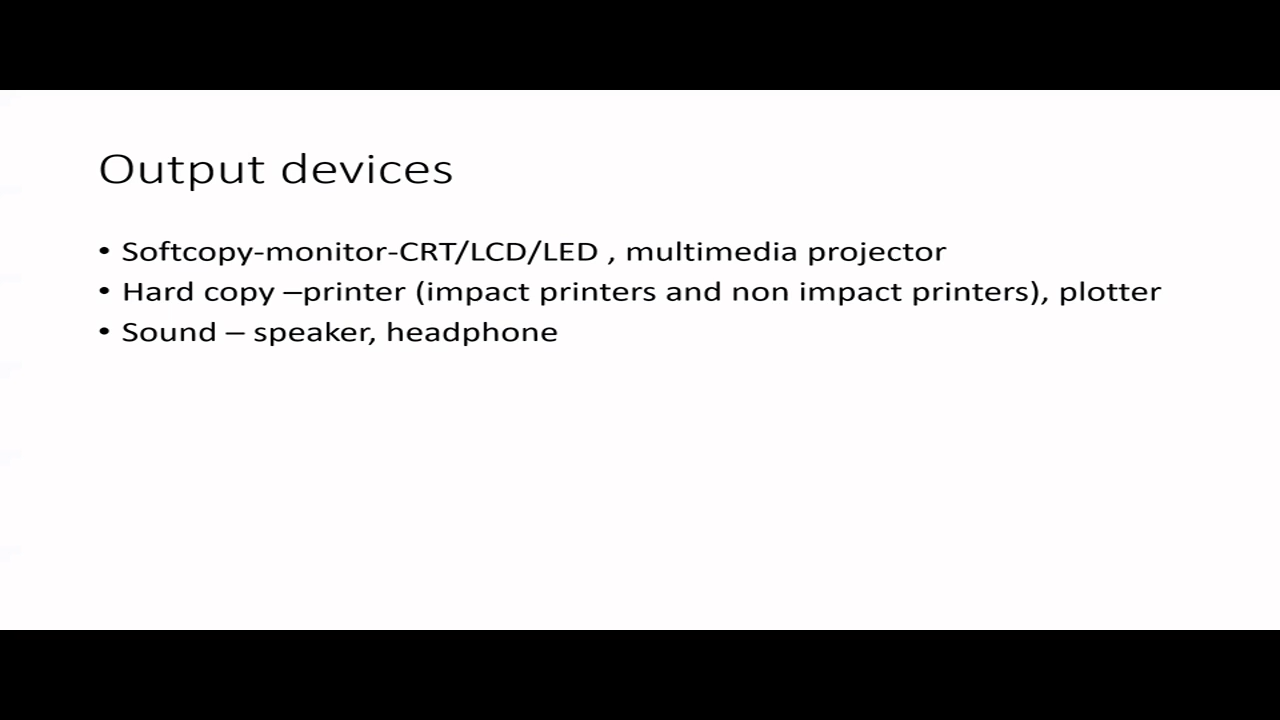 Output devices
• Softcopy-monitor-CRT/LCD/LED , multimedia projector
• Hard copy –printer (impact printers and non impact printers), plotter
• Sound – speaker, headphone